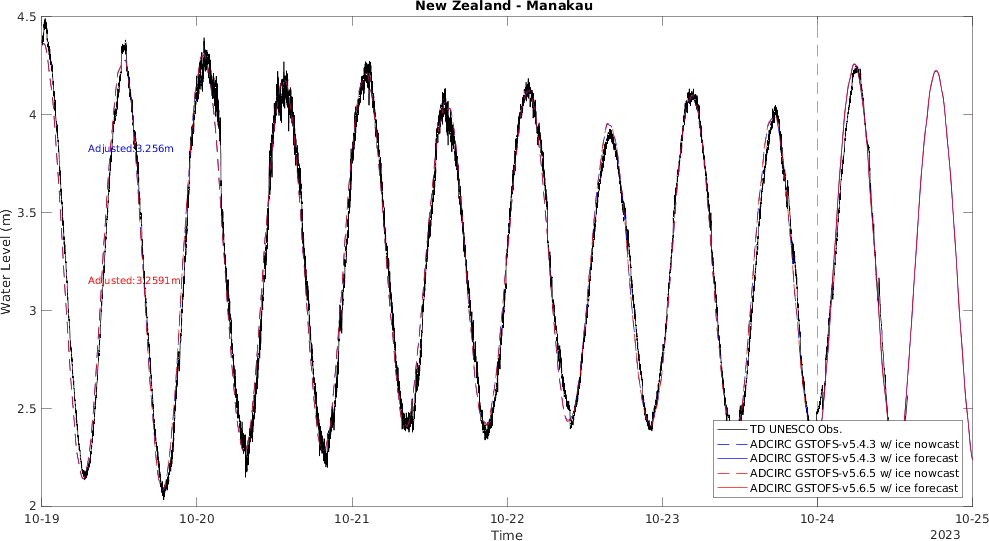 New Zealand - Manakau
4.5
4
3.5
3
2.5
2
Water Level (m)
Adjusted:3.256m
Adjusted:3.2591m
TD UNESCO Obs.
ADCIRC GSTOFS-v5.4.3 w/ ice nowcast
ADCIRC GSTOFS-v5.4.3 w/ ice forecast
ADCIRC GSTOFS-v5.6.5 w/ ice nowcast
ADCIRC GSTOFS-v5.6.5 w/ ice forecast
10-19 10-20 10-21 10-22 10-23 10-24 10-25
Time
2023